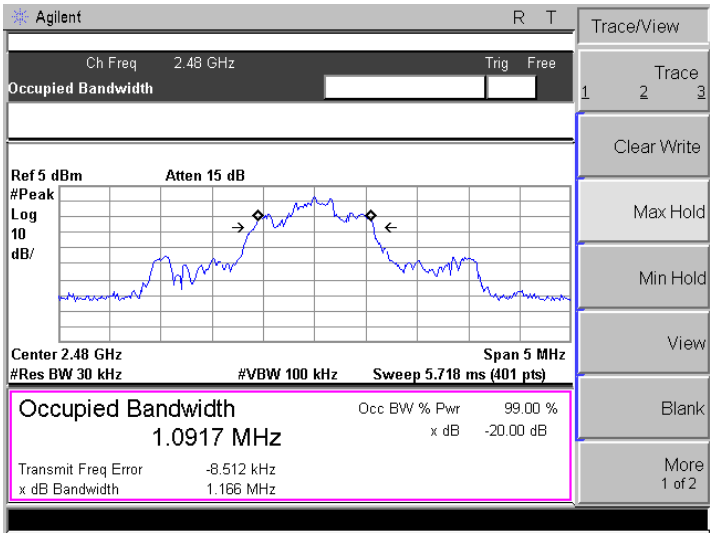 Agilent R T
Ch Freq 2.48 GHz Trig Free
Occupied Bandwidth
Ref 5 dBm Atten 15 dB
#Peak
Log
10
dB/
Center 2.48 GHz Span 5 MHz
#Res BW 30 kHz #VBW 100 kHz Sweep 5.718 ms (401 pts)
Occupied Bandwidth Occ BW % Pwr 99.00 %
1.0917 MHz x dB -20.00 dB
Transmit Freq Error -8.512 kHz
x dB Bandwidth 1.166 MHz
Trace/View
Trace
1 2 3
Clear Write
Max Hold
Min Hold
View
Blank
More
1 of 2